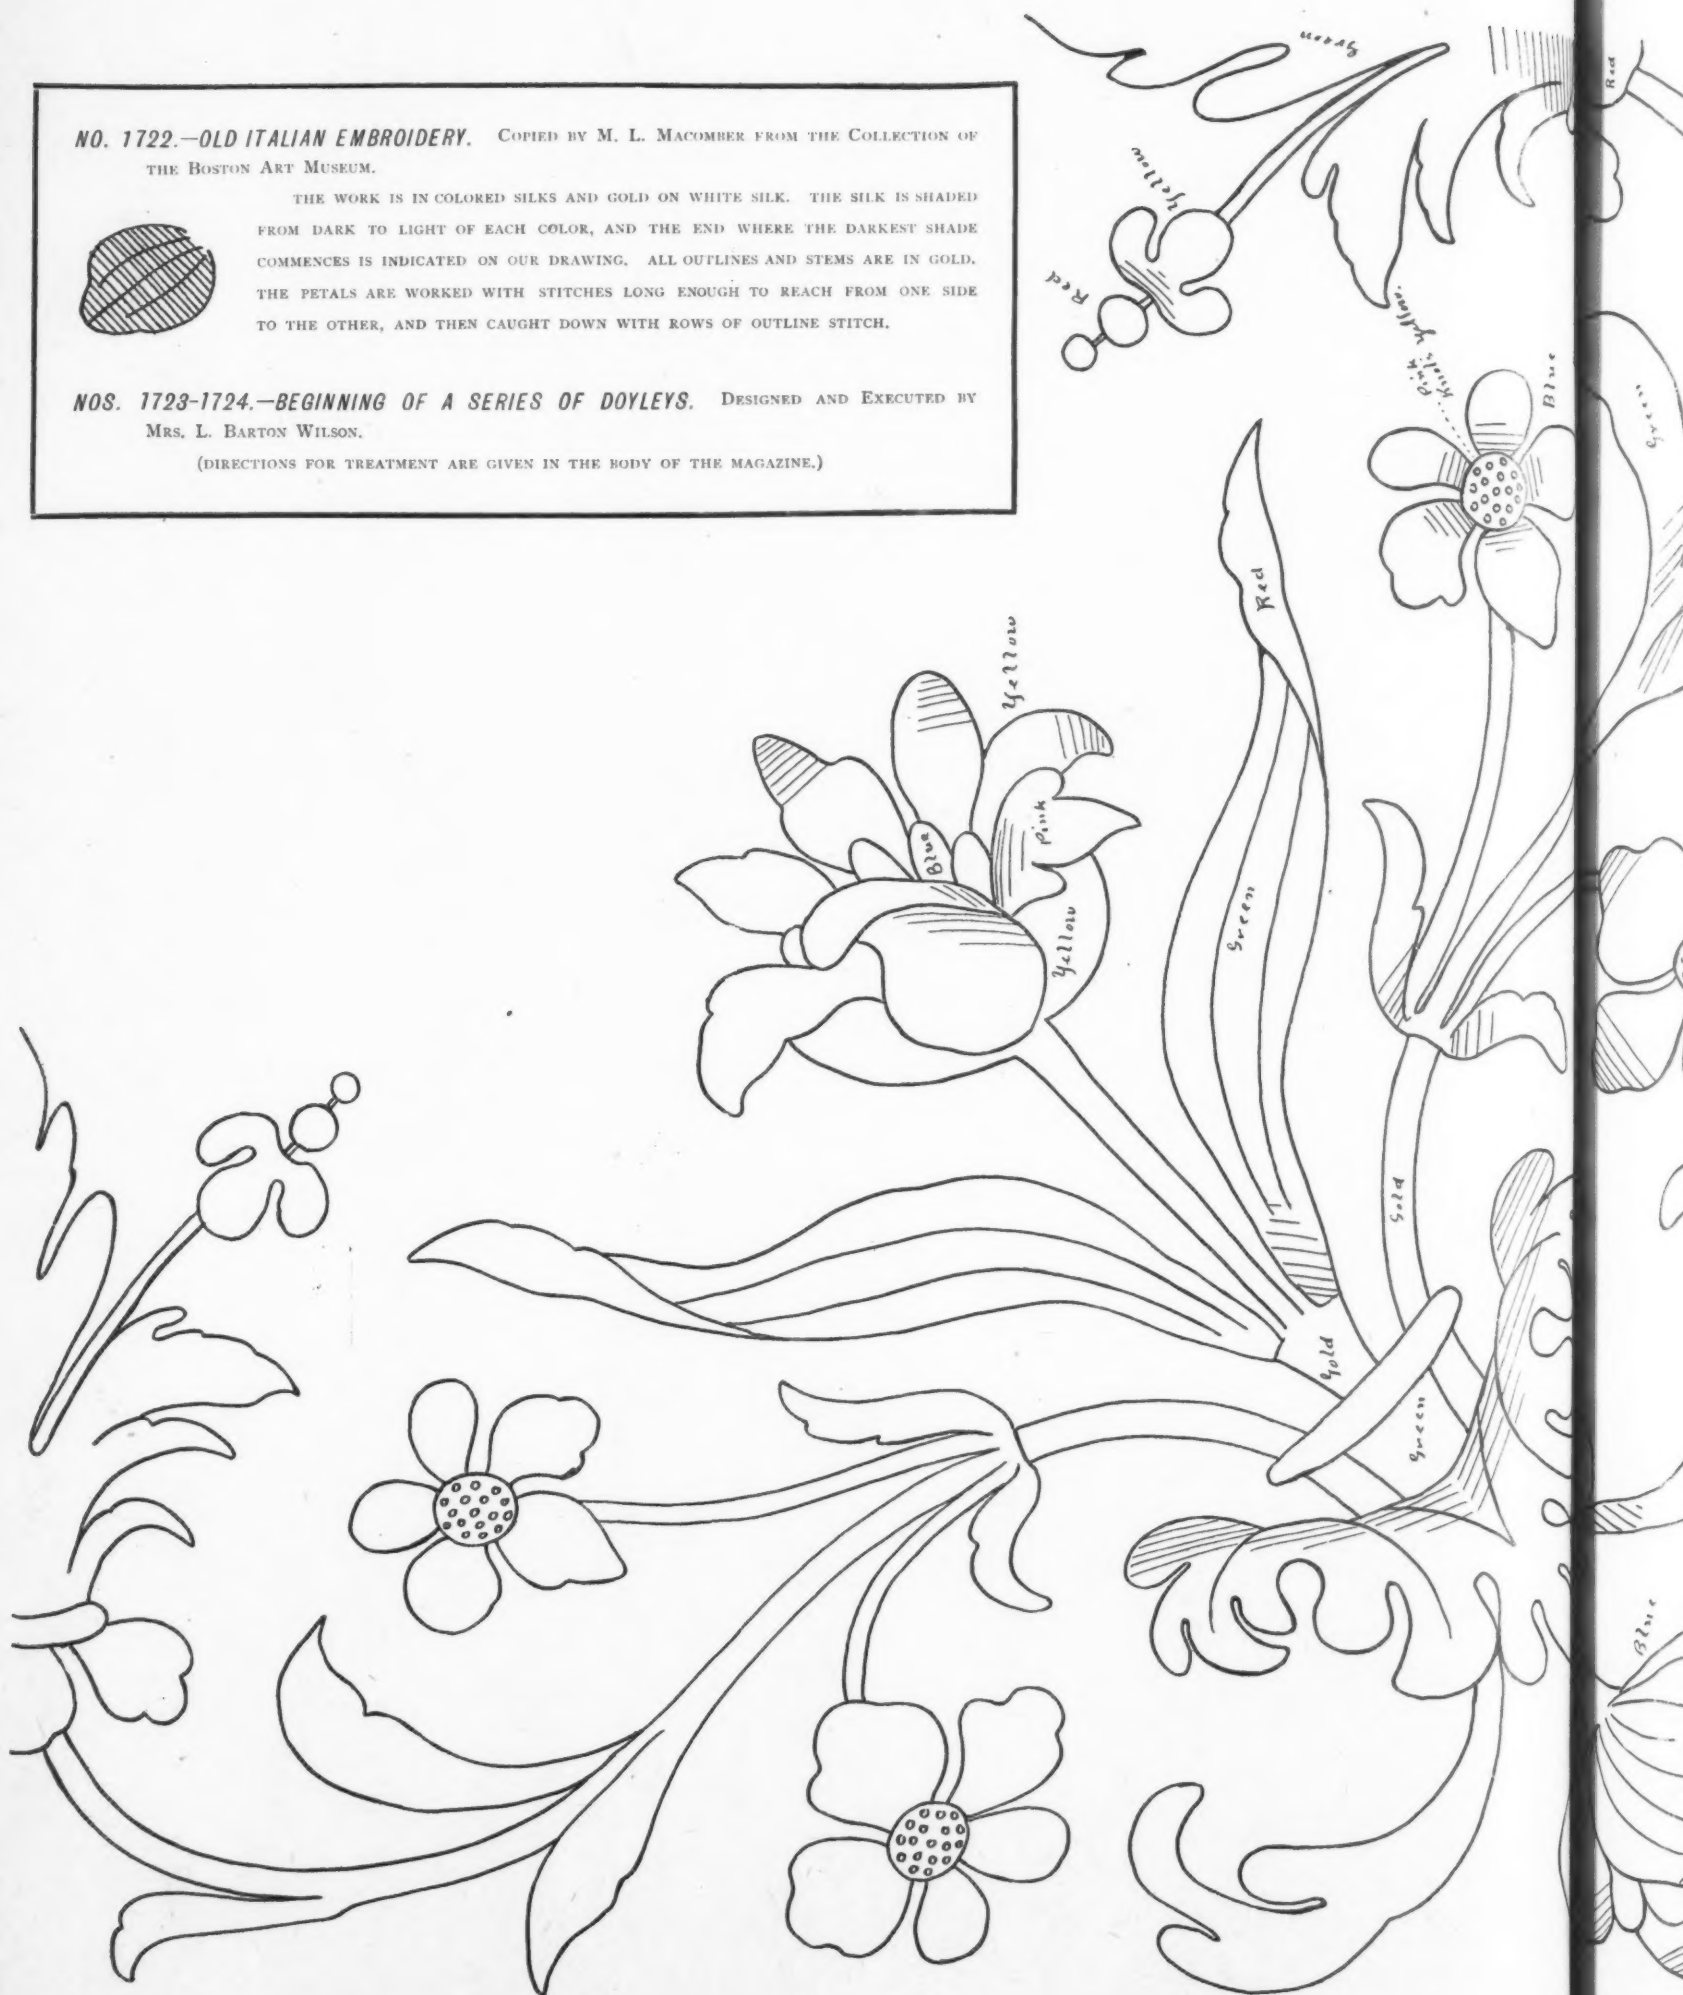 NO. 1722.—OLD ITALIAN EMBROIDERY. COPIED BY M. L. MACOMBER FROM THE COLLECTION OF
THE BOSTON ART MUSEUM.
THE WORK IS IN COLORED SILKS AND GOLD ON WHITE SILK. THE SILK IS SHADED
FROM DARK TO LIGHT OF EACH COLOR, AND THE END WHERE THE DARKEST SHADE
COMMENCES IS INDICATED ON OUR DRAWING. ALL OUTLINES AND STEMS ARE IN GOLD.
THE PETALS ARE WORKED WITH STITCHES LONG ENOUGH TO REACH FROM ONE SIDE
TO THE OTHER, AND THEN CAUGHT DOWN WITH ROWS OF OUTLINE STITCH.
NOS. 1723-1724.—BEGINNING OF A SERIES OF DOYLEYS. DESIGNED AND EXECUTED BY
MRS. L. BARTON WILSON.
(DIRECTIONS FOR TREATMENT ARE GIVEN IN THE BODY OF THE MAGAZINE.)
Green
Red
Yellow
Red
Pink
Knots yellow.
Blue
Green
Red
Yellow
Pink
Blue
Yellow
Green
Gold
Gold
Green
Blue